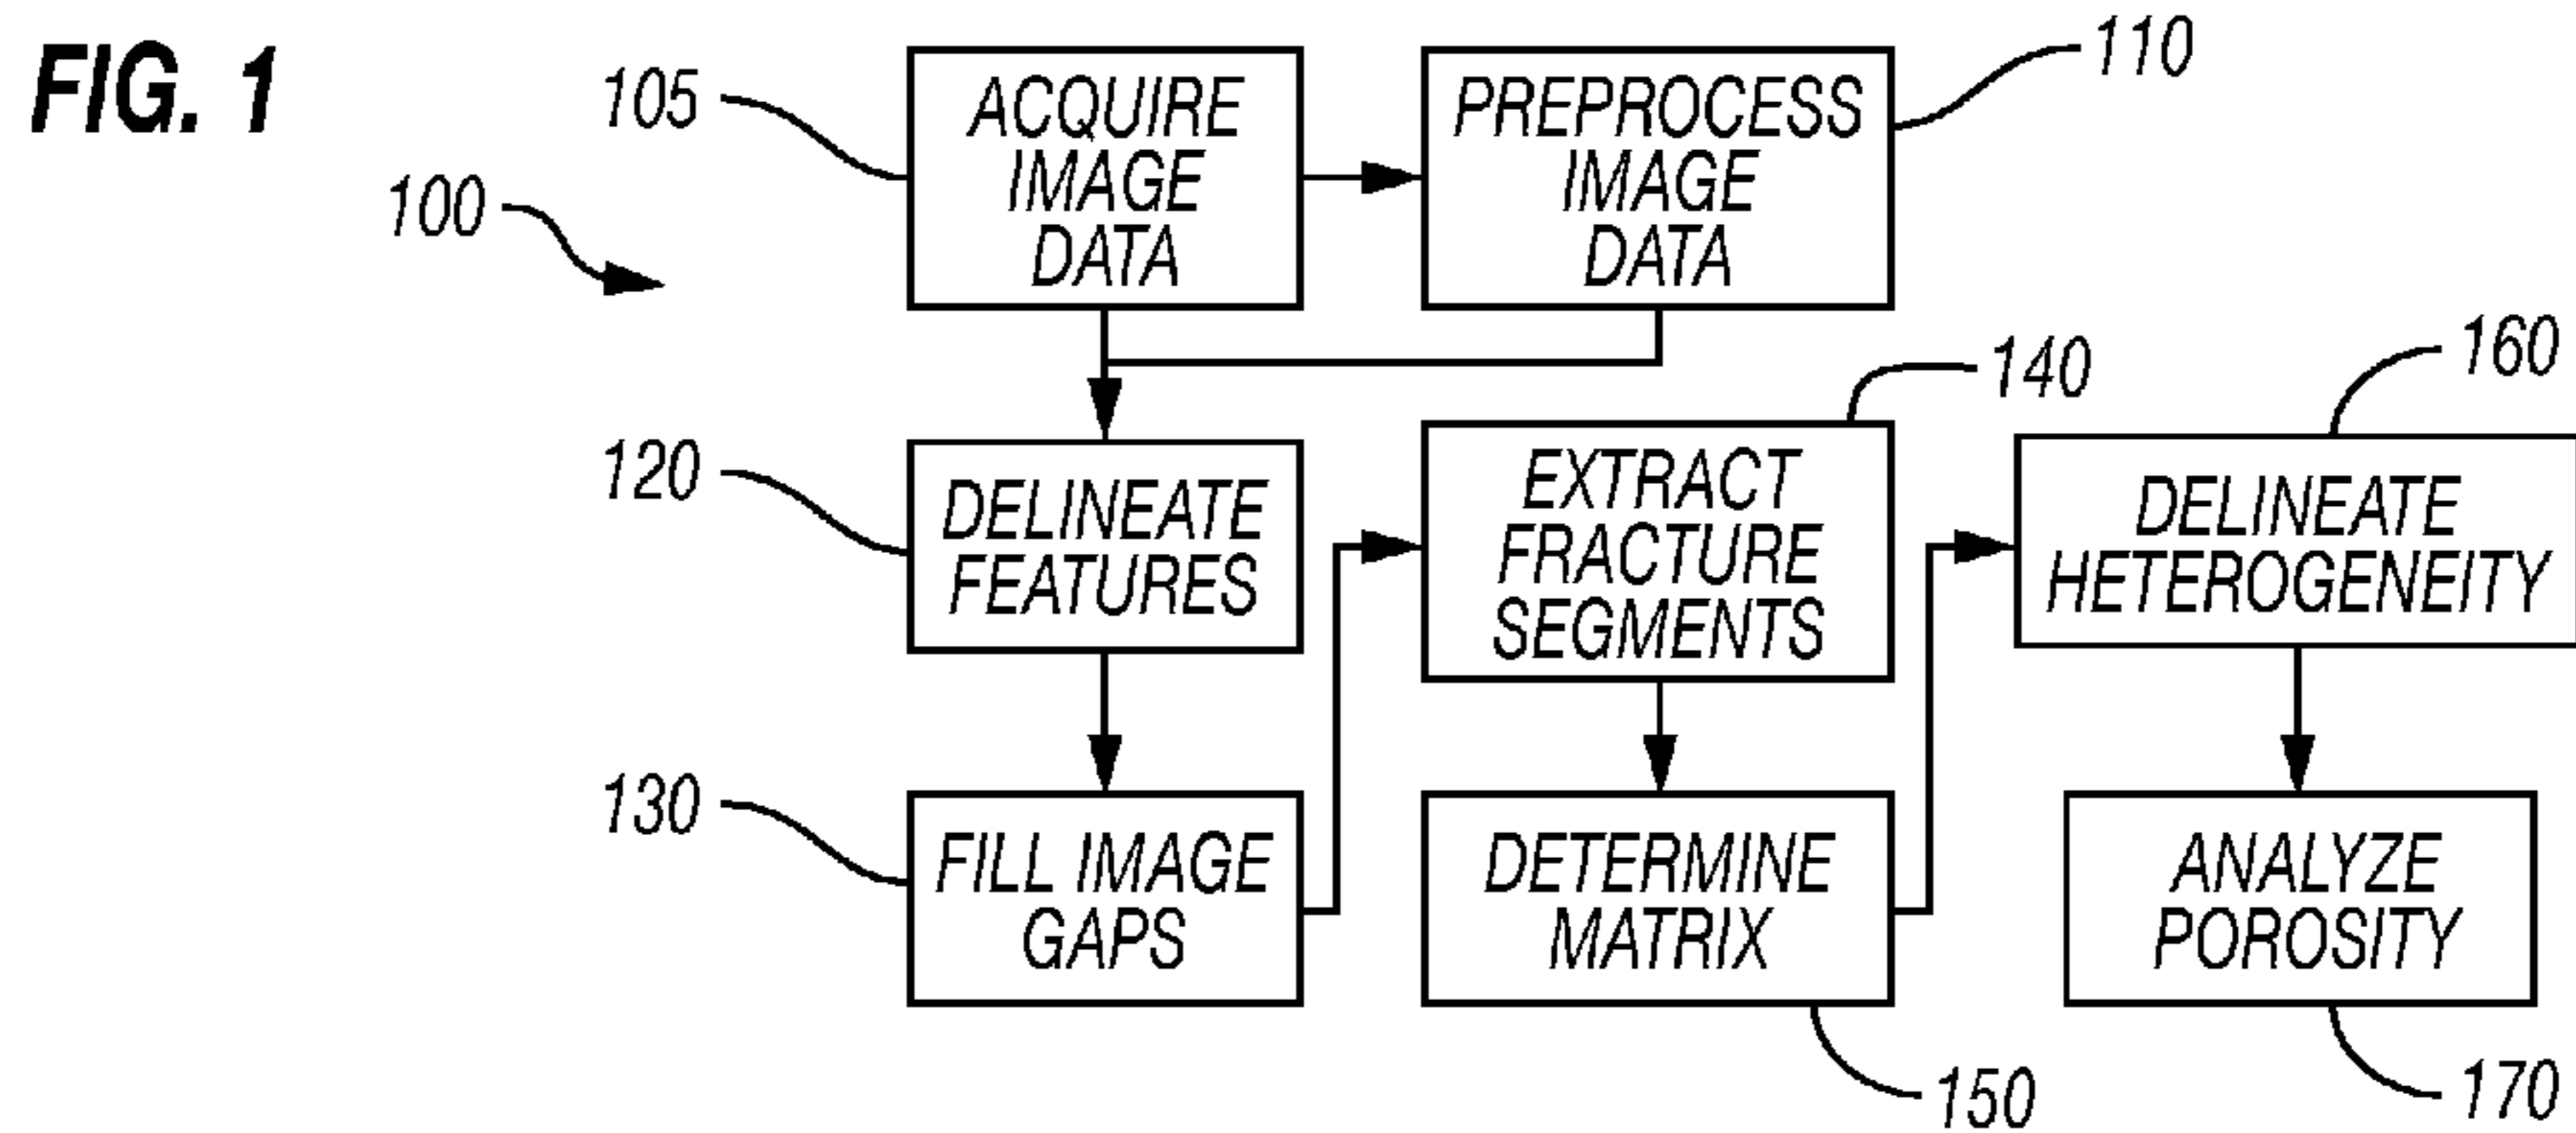 FIG. 1
100
105
ACQUIRE
IMAGE
DATA
PREPROCESS
IMAGE
DATA
110
120
DELINEATE
FEATURES
130
FILL IMAGE
GAPS
140
EXTRACT
FRACTURE
SEGMENTS
DETERMINE
MATRIX
150
160
DELINEATE
HETEROGENEITY
ANALYZE
POROSITY
170